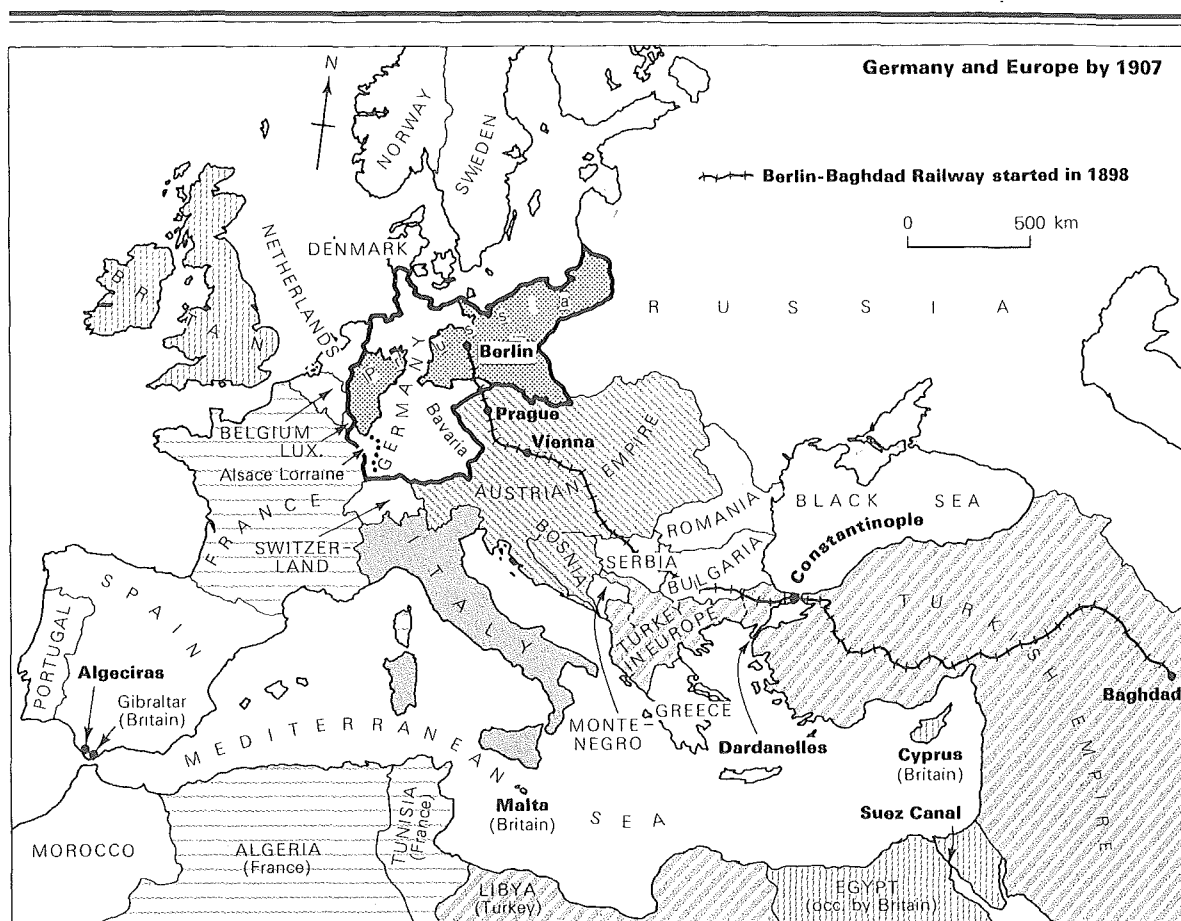 Germany and Europe by 1907
N
Berlin-Baghdad Railway started in 1898
0 500 km
NORWAY
SWEDEN
DENMARK
NETHERLANDS
BRITAIN
RUSSIA
Prussia
GERMANY
Berlin
Bavaria
Prague
Vienna
BELGIUM
LUX.
Alsace Lorraine
AUSTRIAN EMPIRE
FRANCE
SWITZER-
LAND
ITALY
BOSNIA
ROMANIA
SERBIA
BULGARIA
BLACK SEA
Constantinople
SPAIN
PORTUGAL
Algeciras
Gibraltar
(Britain)
TURKEY
IN EUROPE
TURKISH EMPIRE
Baghdad
MONTE-
NEGRO
GREECE
Dardanelles
MEDITERRANEAN SEA
Malta
(Britain)
Cyprus
(Britain)
Suez Canal
MOROCCO
ALGERIA
(France)
TUNISIA
(France)
LIBYA
(Turkey)
EGYPT
(occ. by Britain)